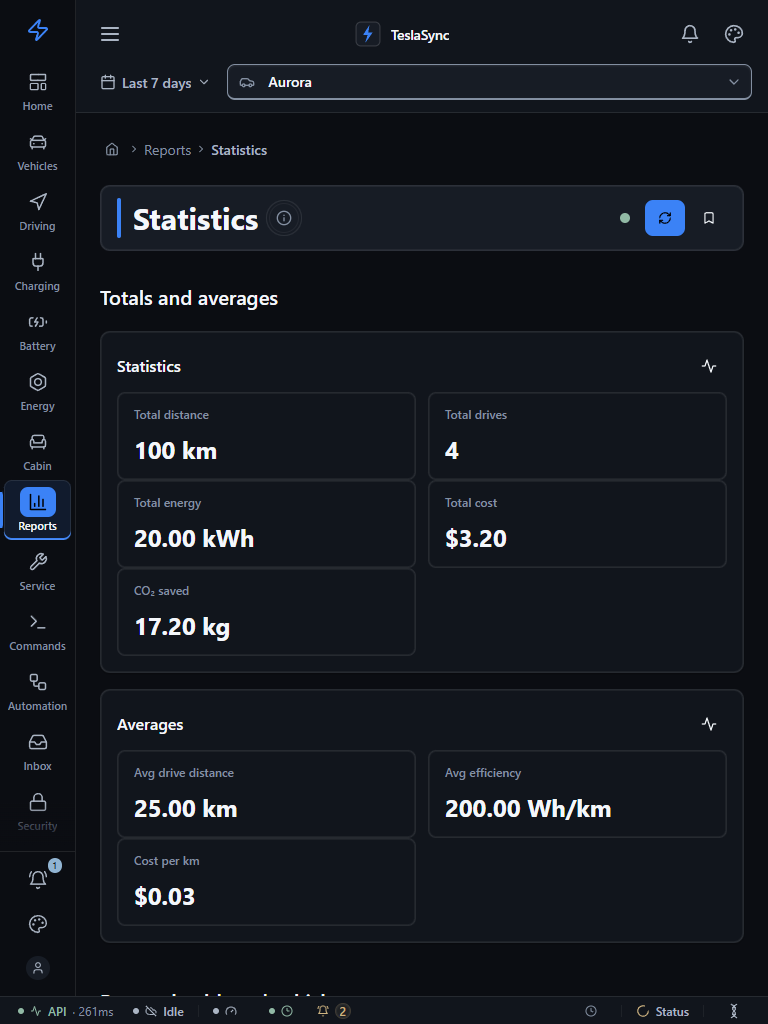 TeslaSync
Last 7 days
Aurora
Home
Vehicles
Driving
Charging
Battery
Energy
Cabin
Reports
Service
Commands
Automation
Inbox
Security
1
Reports
Statistics
Statistics
Totals and averages
Statistics
Total distance
100 km
Total drives
4
Total energy
20.00 kWh
Total cost
$3.20
CO₂ saved
17.20 kg
Averages
Avg drive distance
25.00 km
Avg efficiency
200.00 Wh/km
Cost per km
$0.03
API · 261ms
Idle
2
Status